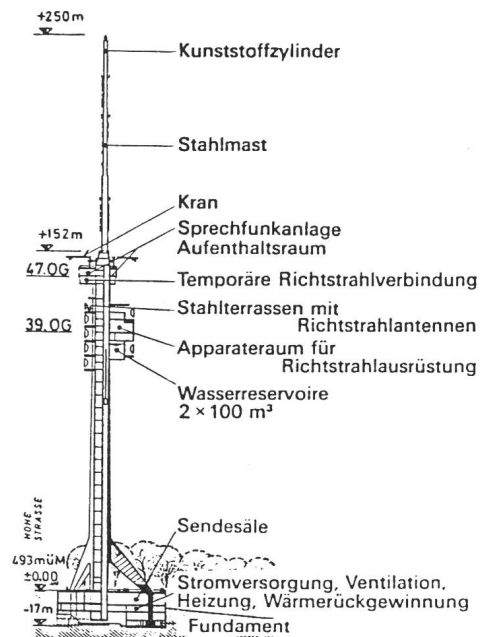 +250m
Kunststoffzylinder
Stahlmast
Kran
+152m
Sprechfunkanlage
Aufenthaltsraum
47.OG
Temporäre Richtstrahlverbindung
Stahlterrassen mit
Richtstrahlantennen
39.OG
Apparateraum für
Richtstrahlausrüstung
Wasserreservoire
2 × 100 m³
HOHE
STRASSE
Sendesäle
493müM
±0.00
Stromversorgung, Ventilation,
Heizung, Wärmerückgewinnung
-17m
Fundament